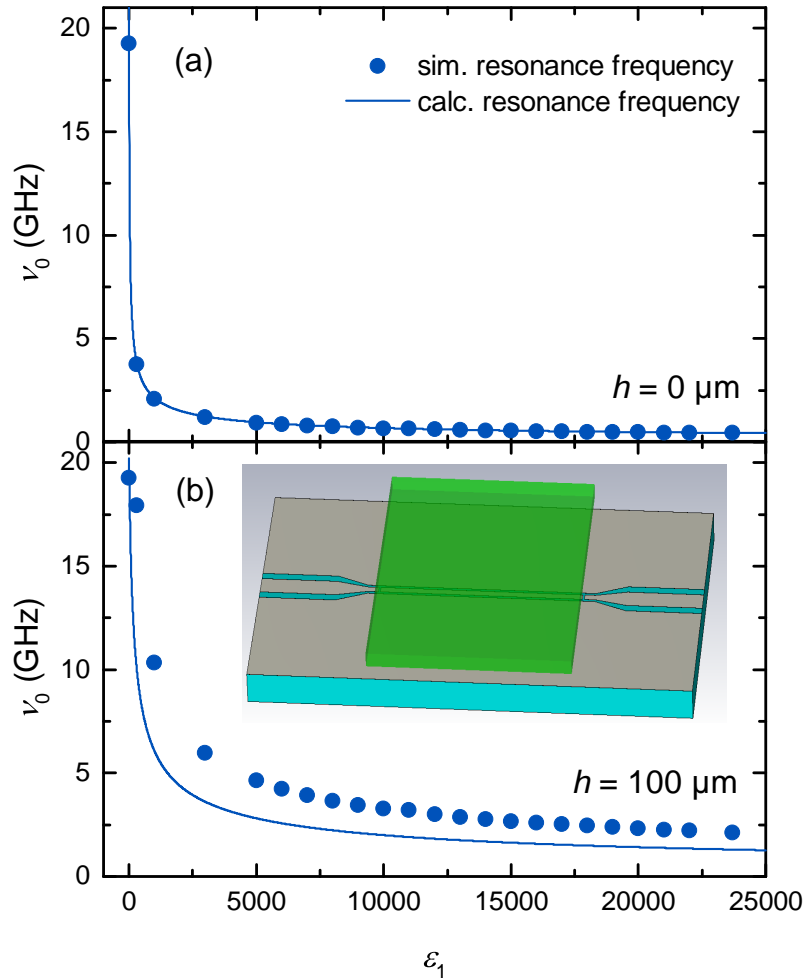 20
(a)
sim. resonance frequency
calc. resonance frequency
15
ν₀ (GHz)
10
5
h = 0 μm
0
20
(b)
15
ν₀ (GHz)
10
5
h = 100 μm
0
0 5000 10000 15000 20000 25000
ε₁